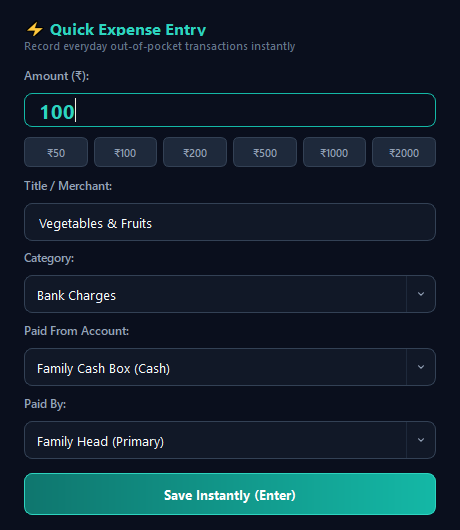 ⚡ Quick Expense Entry
Record everyday out-of-pocket transactions instantly
Amount (₹):
100
₹50 ₹100 ₹200 ₹500 ₹1000 ₹2000
Title / Merchant:
Vegetables & Fruits
Category:
Bank Charges
Paid From Account:
Family Cash Box (Cash)
Paid By:
Family Head (Primary)
Save Instantly (Enter)